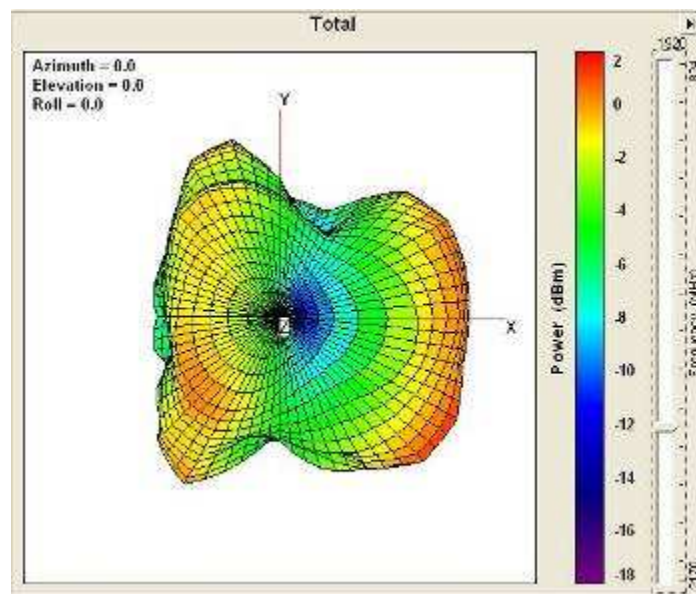 Total
1920
Azimuth = 0.0
Elevation = 0.0
Roll = 0.0
Y
Z
X
Power (dBm)
2
0
-2
-4
-6
-8
-10
-12
-14
-16
-18